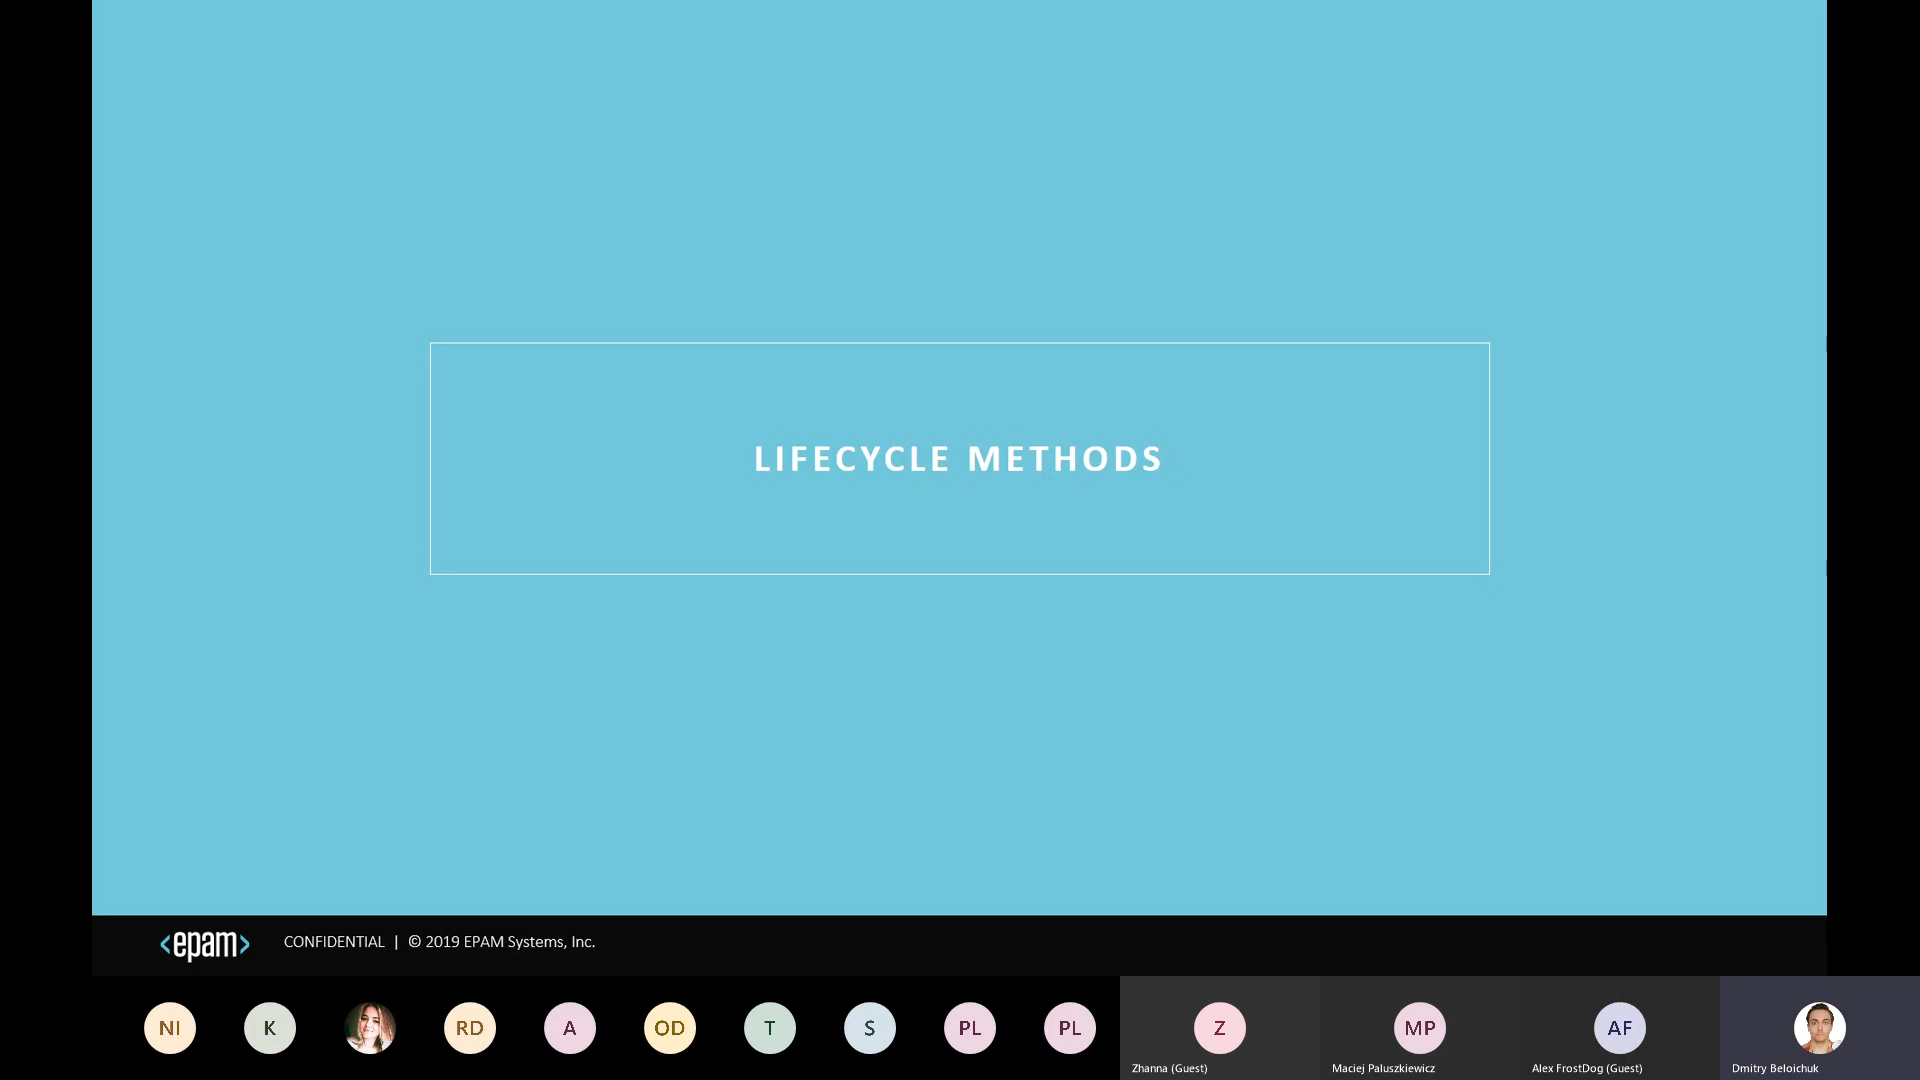 LIFECYCLE METHODS
<epam> CONFIDENTIAL | © 2019 EPAM Systems, Inc.
NI K RD A OD T S PL PL Z MP AF
Zhanna (Guest) Maciej Paluszkiewicz Alex FrostDog (Guest) Dmitry Beloichuk